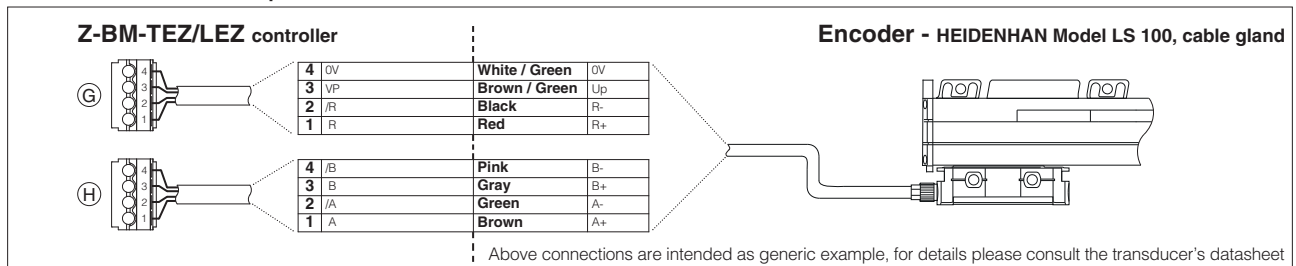 Z-BM-TEZ/LEZ controller
Encoder - HEIDENHAN Model LS 100, cable gland
G
4
3
2
1
4 0V White / Green 0V
3 VP Brown / Green Up
2 /R Black R-
1 R Red R+
H
4
3
2
1
4 /B Pink B-
3 B Gray B+
2 /A Green A-
1 A Brown A+
Above connections are intended as generic example, for details please consult the transducer's datasheet